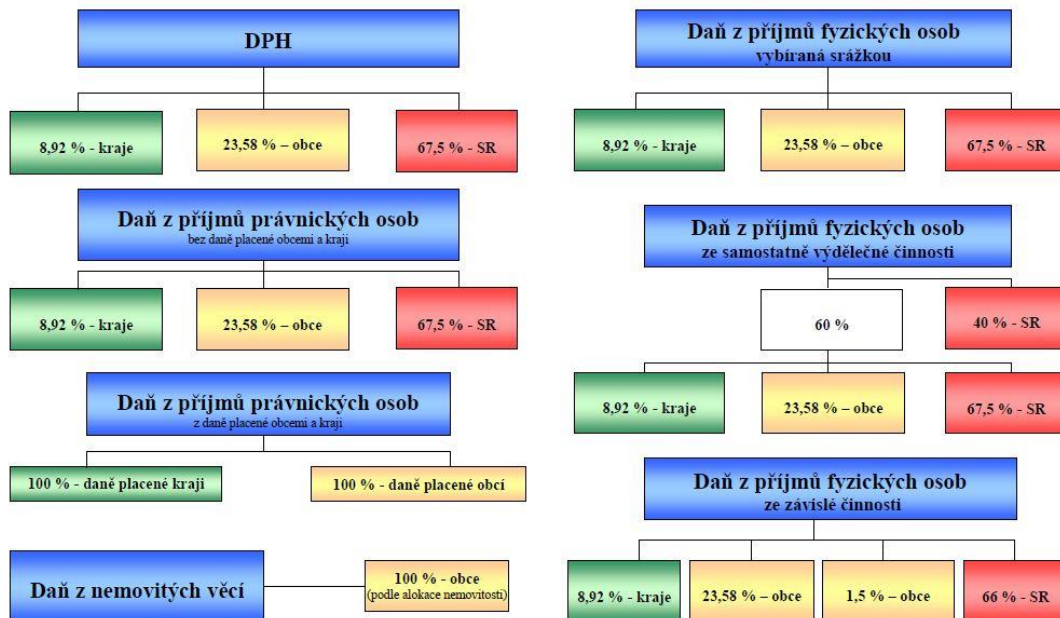 DPH
8,92 % - kraje
23,58 % – obce
67,5 % - SR
Daň z příjmů právnických osob
bez daně placené obcemi a kraji
8,92 % - kraje
23,58 % – obce
67,5 % - SR
Daň z příjmů právnických osob
z daně placené obcemi a kraji
100 % - daně placené kraji
100 % - daně placené obcí
Daň z nemovitých věcí
100 % - obce
(podle alokace nemovitosti)
Daň z příjmů fyzických osob
vybíraná srážkou
8,92 % - kraje
23,58 % – obce
67,5 % - SR
Daň z příjmů fyzických osob
ze samostatně výdělečné činnosti
60 %
40 % - SR
8,92 % - kraje
23,58 % – obce
67,5 % - SR
Daň z příjmů fyzických osob
ze závislé činnosti
8,92 % - kraje
23,58 % – obce
1,5 % – obce
66 % - SR